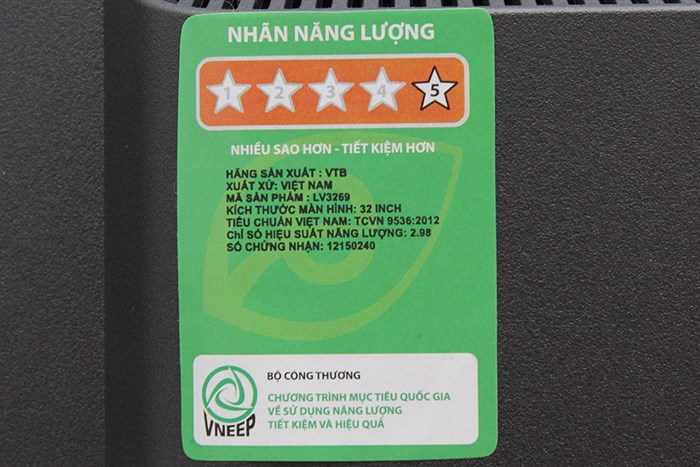 NHÃN NĂNG LƯỢNG
1 2 3 4 5
NHIỀU SAO HƠN - TIẾT KIỆM HƠN
HÃNG SẢN XUẤT : VTB
XUẤT XỨ: VIỆT NAM
MÃ SẢN PHẨM : LV3269
KÍCH THƯỚC MÀN HÌNH: 32 INCH
TIÊU CHUẨN VIỆT NAM: TCVN 9536:2012
CHỈ SỐ HIỆU SUẤT NĂNG LƯỢNG: 2.98
SỐ CHỨNG NHẬN: 12150240
BỘ CÔNG THƯƠNG
CHƯƠNG TRÌNH MỤC TIÊU QUỐC GIA
VỀ SỬ DỤNG NĂNG LƯỢNG
TIẾT KIỆM VÀ HIỆU QUẢ
VNEEP